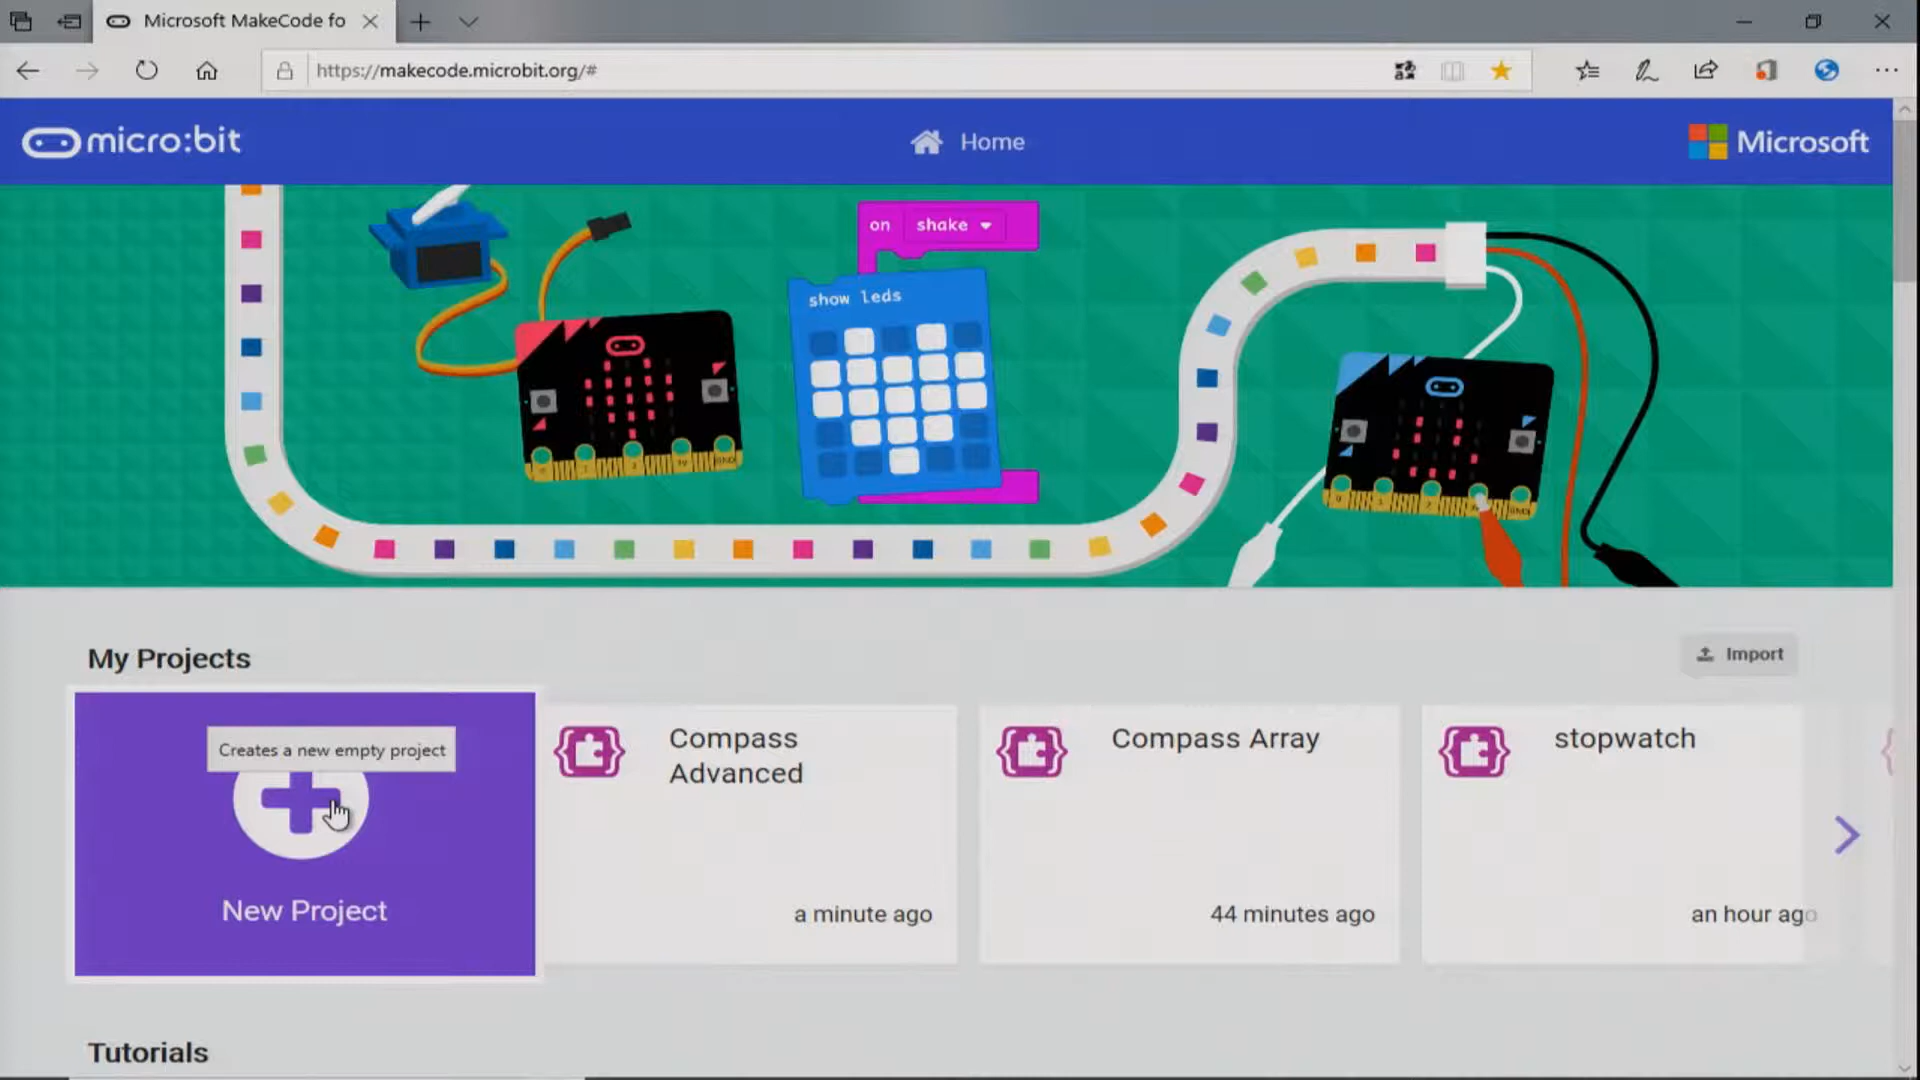 Microsoft MakeCode fo
https://makecode.microbit.org/#
micro:bit
Home
Microsoft
on shake
show leds
My Projects
Import
Creates a new empty project
New Project
Compass
Advanced
a minute ago
Compass Array
44 minutes ago
stopwatch
an hour ago
Tutorials